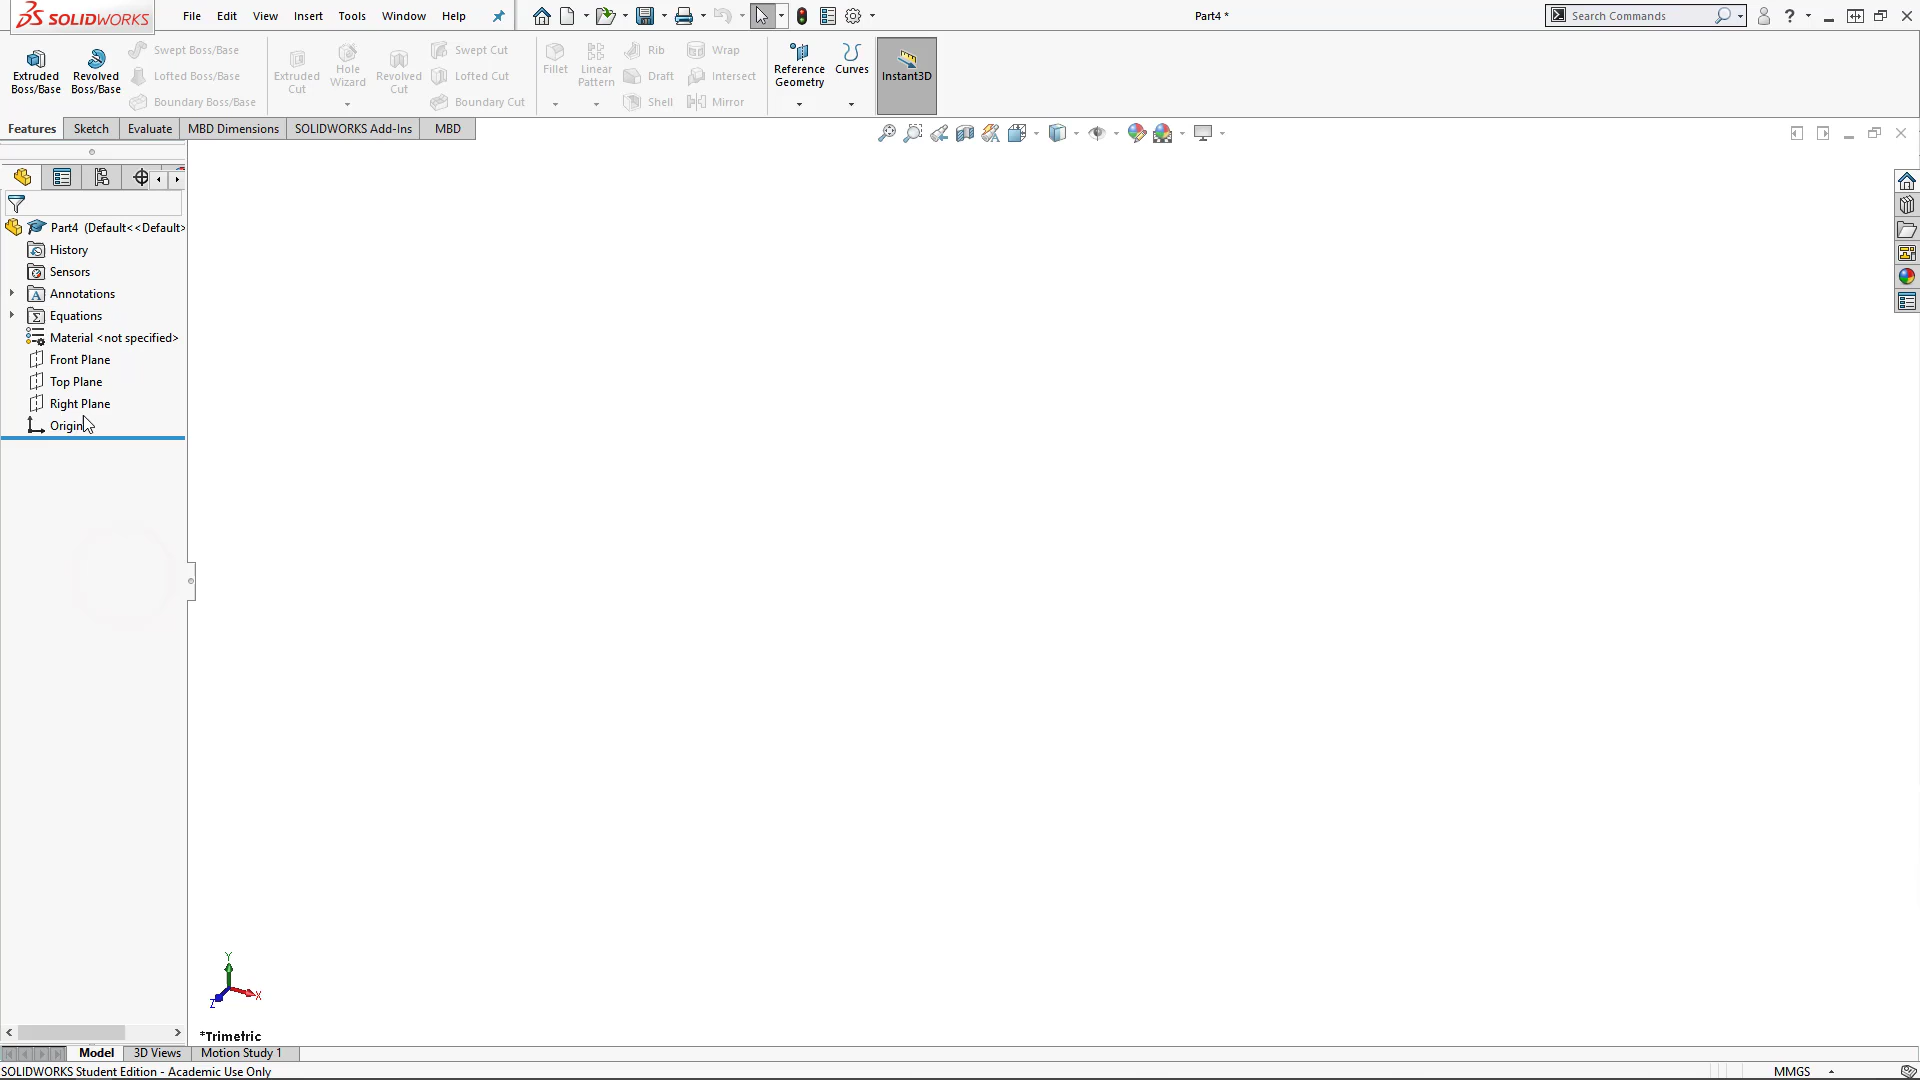 SOLIDWORKS File Edit View Insert Tools Window Help Part4 * Search Commands
Extruded Boss/Base
Revolved Boss/Base
Swept Boss/Base
Lofted Boss/Base
Boundary Boss/Base
Extruded Cut
Hole Wizard
Revolved Cut
Swept Cut
Lofted Cut
Boundary Cut
Fillet
Linear Pattern
Rib
Draft
Shell
Wrap
Intersect
Mirror
Reference Geometry
Curves
Instant3D
Features Sketch Evaluate MBD Dimensions SOLIDWORKS Add-Ins MBD
Part4 (Default<<Default>
History
Sensors
Annotations
Equations
Material <not specified>
Front Plane
Top Plane
Right Plane
Origin
Y
X
Z
*Trimetric
Model 3D Views Motion Study 1
SOLIDWORKS Student Edition - Academic Use Only MMGS